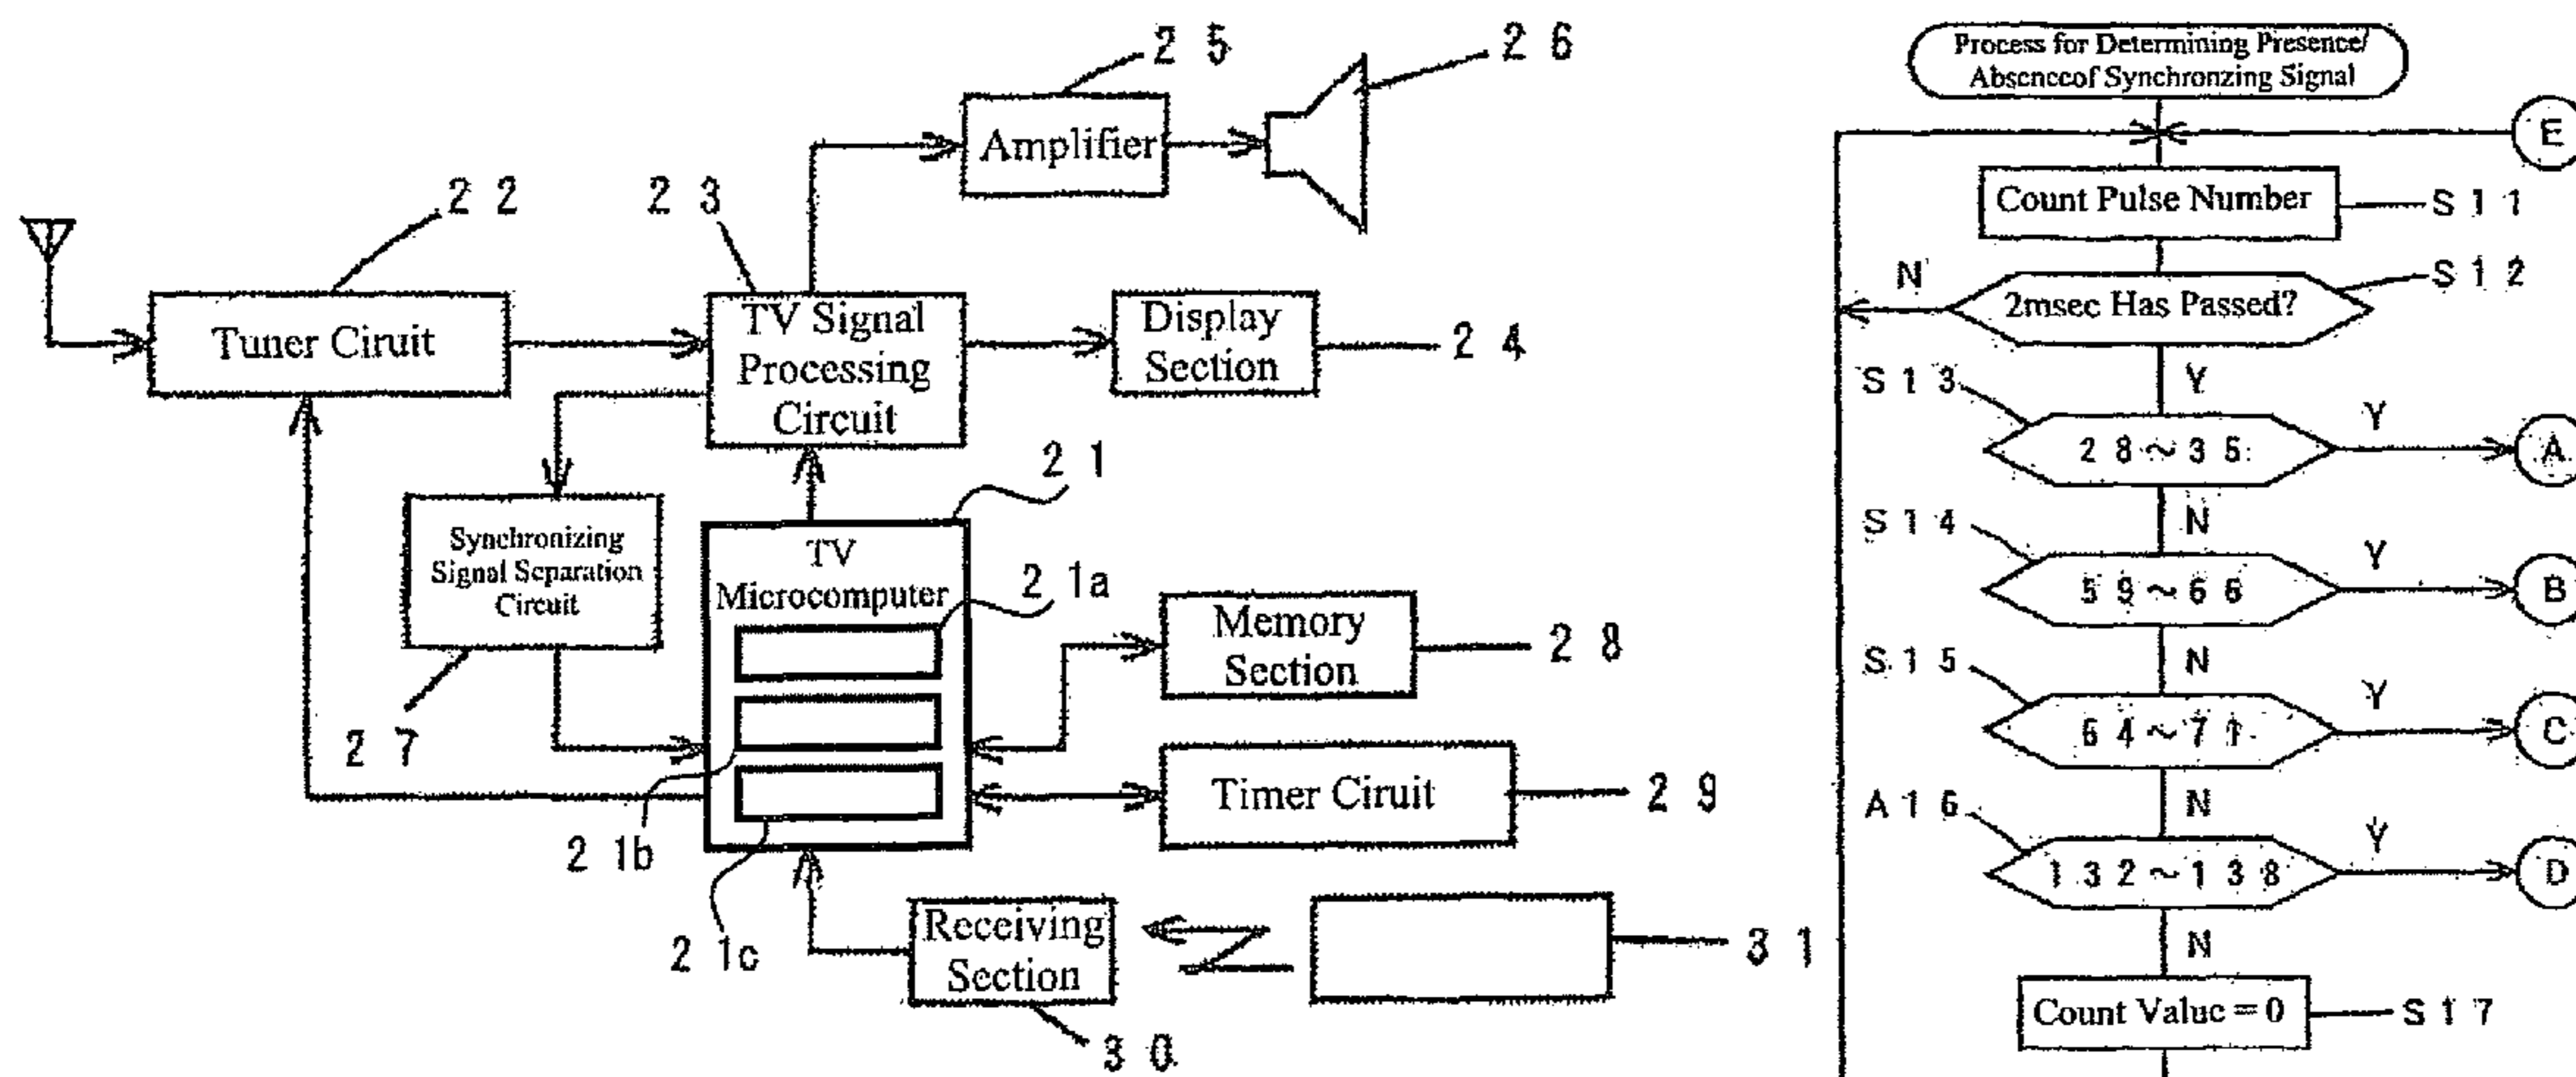 2 5
2 6
Amplifier
2 2
2 3
Tuner Ciruit
TV Signal
Processing
Circuit
Display
Section
2 4
2 1
Synchronizing
Signal Separation
Circuit
TV
Microcomputer
2 1a
Memory
Section
2 8
2 7
2 1b
Timer Ciruit
2 9
2 1c
Receiving
Section
3 1
3 0
Process for Determining Presence/
Absenceof Synchronzing Signal
E
Count Pulse Number
S 1 1
N
2msec Has Passed?
S 1 2
Y
S 1 3
2 8 ~ 3 5
Y
A
N
S 1 4
5 9 ~ 6 6
Y
B
N
S 1 5
6 4 ~ 7 1
Y
C
N
A 1 6
1 3 2 ~ 1 3 8
Y
D
N
Count Value = 0
S 1 7